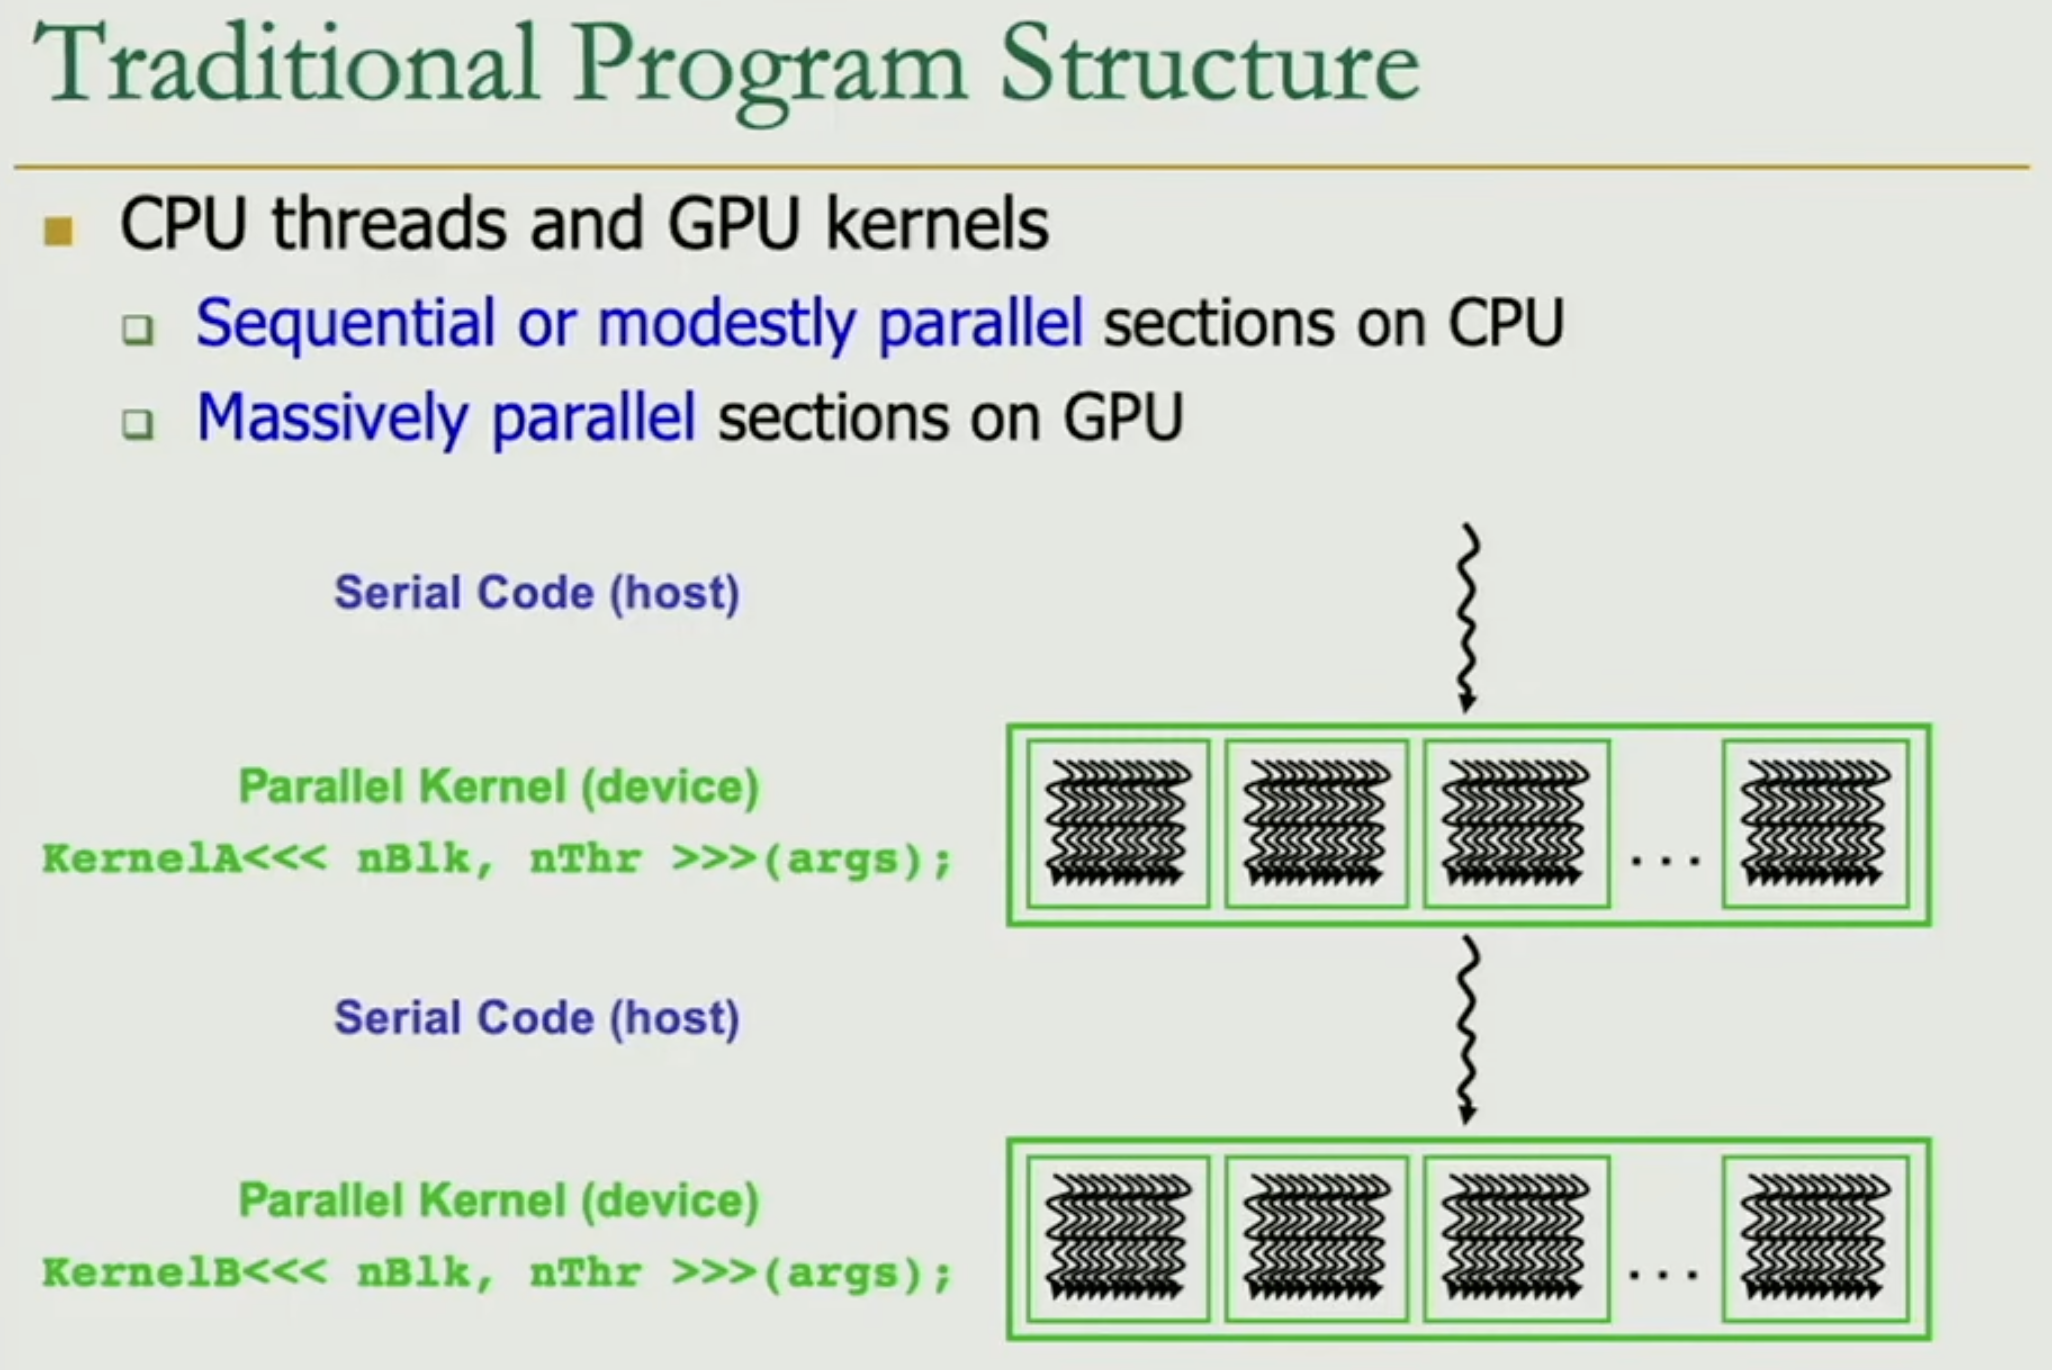 Traditional Program Structure
CPU threads and GPU kernels
Sequential or modestly parallel sections on CPU
Massively parallel sections on GPU
Serial Code (host)
Parallel Kernel (device)
KernelA<<< nBlk, nThr >>>(args);
. . .
Serial Code (host)
Parallel Kernel (device)
KernelB<<< nBlk, nThr >>>(args);
. . .